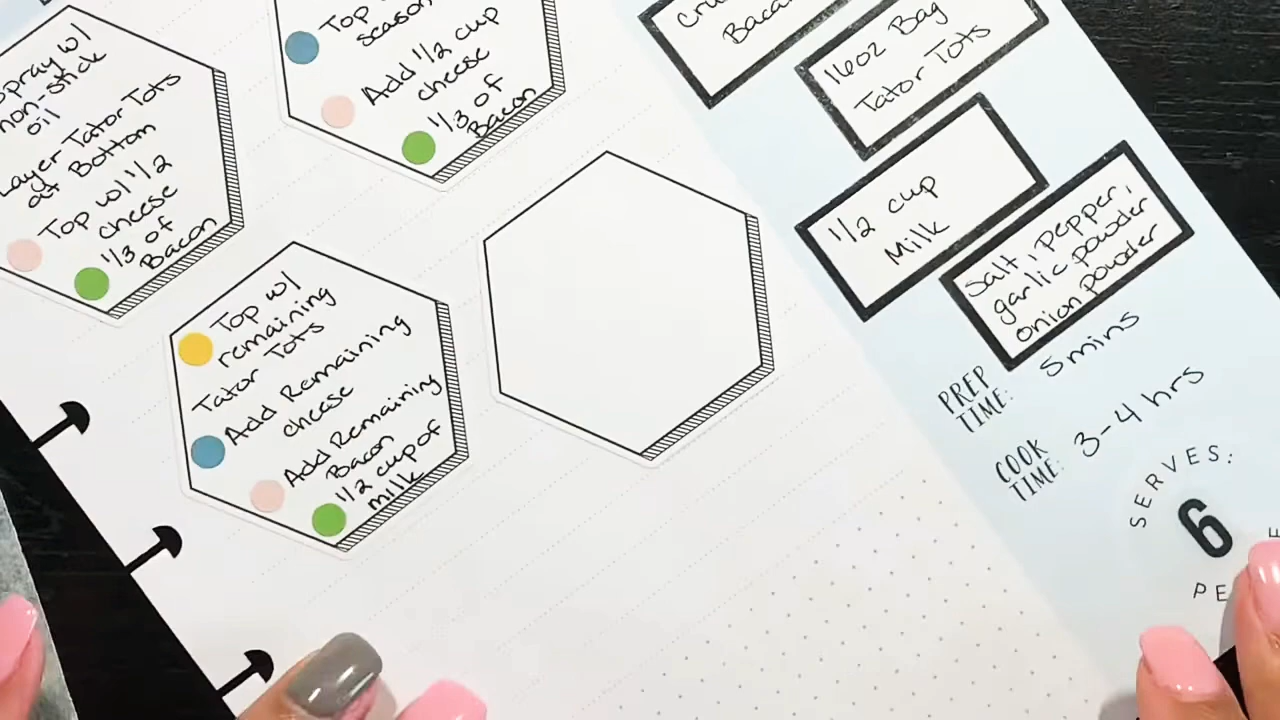 Spray w/
non-stick
oil
Layer Tator Tots
at Bottom
Top w/ 1/2
cheese
1/3 of
Bacon
Top
season
Add 1/2 cup
cheese
1/3 of
Bacon
Top w/
remaining
Tator Tots
Add Remaining
cheese
Add Remaining
Bacon
1/2 cup of
milk
Bacon
16oz Bag
Tator Tots
1/2 cup
Milk
Salt, pepper,
garlic powder
onion powder
PREP
TIME: 5 mins
COOK
TIME: 3-4 hrs
SERVES:
6
PE